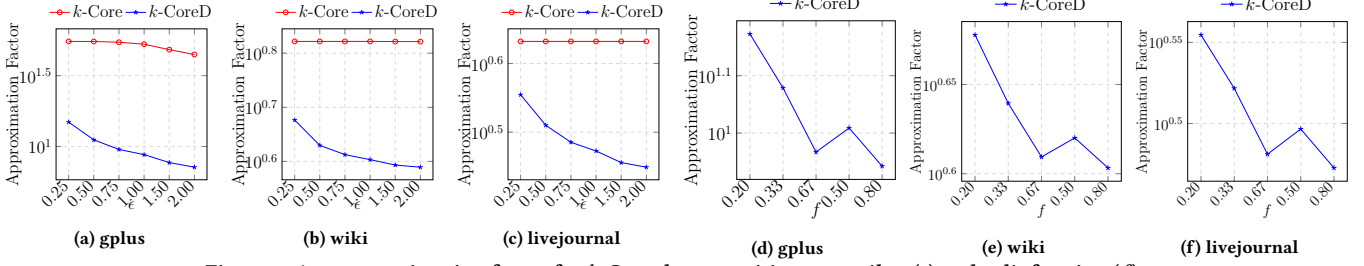 k-Core k-CoreD
Approximation Factor
10^1.5
10^1
0.25 0.50 0.75 1.00 1.50 2.00
ϵ
(a) gplus
k-Core k-CoreD
Approximation Factor
10^0.8
10^0.7
10^0.6
0.25 0.50 0.75 1.00 1.50 2.00
ϵ
(b) wiki
k-Core k-CoreD
Approximation Factor
10^0.6
10^0.5
0.25 0.50 0.75 1.00 1.50 2.00
ϵ
(c) livejournal
k-CoreD
Approximation Factor
10^1.1
10^1
0.20 0.33 0.67 0.50 0.80
f
(d) gplus
k-CoreD
Approximation Factor
10^0.65
10^0.6
0.20 0.33 0.67 0.50 0.80
f
(e) wiki
k-CoreD
Approximation Factor
10^0.55
10^0.5
0.20 0.33 0.67 0.50 0.80
f
(f) livejournal